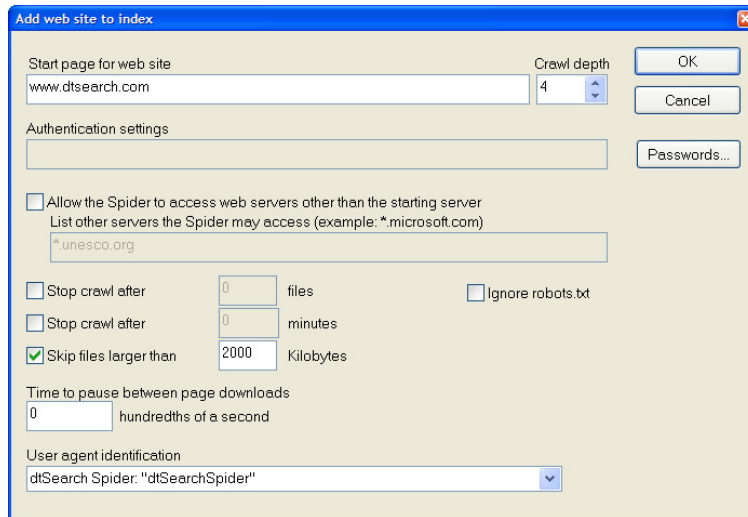 Add web site to index
Start page for web site Crawl depth OK
www.dtsearch.com 4
Cancel
Authentication settings
Passwords...
Allow the Spider to access web servers other than the starting server
List other servers the Spider may access (example: *.microsoft.com)
*.unesco.org
Stop crawl after 0 files Ignore robots.txt
Stop crawl after 0 minutes
Skip files larger than 2000 Kilobytes
Time to pause between page downloads
0 hundredths of a second
User agent identification
dtSearch Spider: "dtSearchSpider"